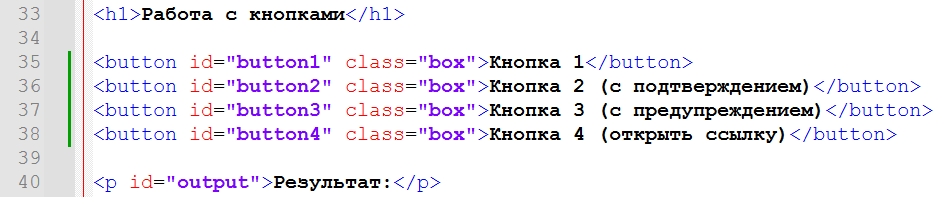 33 <h1>Работа с кнопками</h1>
34
35 <button id="button1" class="box">Кнопка 1</button>
36 <button id="button2" class="box">Кнопка 2 (с подтверждением)</button>
37 <button id="button3" class="box">Кнопка 3 (с предупреждением)</button>
38 <button id="button4" class="box">Кнопка 4 (открыть ссылку)</button>
39
40 <p id="output">Результат:</p>